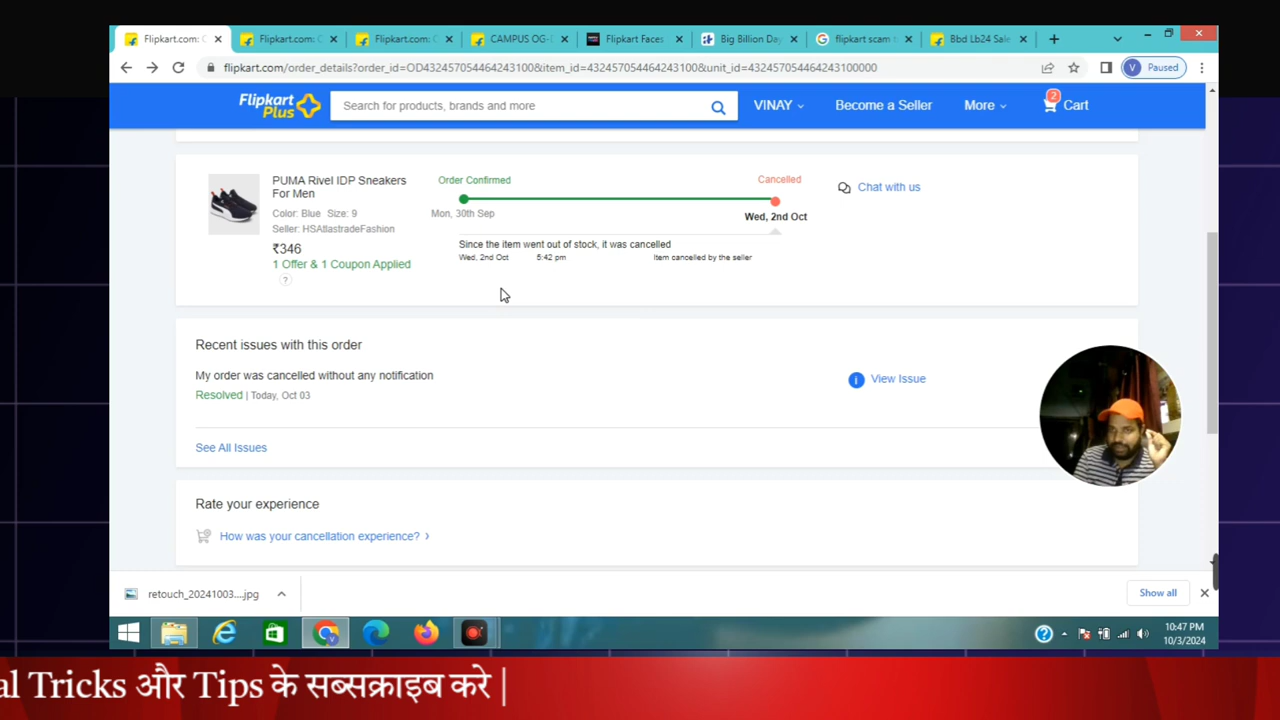 Flipkart.com: C
Flipkart.com: C
Flipkart.com: C
CAMPUS OG-
Flipkart Faces
Big Billion Day
flipkart scam
Bbd Lb24 Sale
flipkart.com/order_details?order_id=OD432457054464243100&item_id=432457054464243100&unit_id=432457054464243100000
V Paused
Flipkart Plus
Search for products, brands and more
VINAY
Become a Seller
More
2
Cart
PUMA Rivel IDP Sneakers
For Men
Color: Blue Size: 9
Seller: HSAtlastradeFashion
₹346
1 Offer & 1 Coupon Applied
?
Order Confirmed
Cancelled
Mon, 30th Sep
Wed, 2nd Oct
Since the item went out of stock, it was cancelled
Wed, 2nd Oct 5:42 pm Item cancelled by the seller
Chat with us
Recent issues with this order
My order was cancelled without any notification
Resolved | Today, Oct 03
View Issue
See All Issues
Rate your experience
How was your cancellation experience? ›
retouch_20241003....jpg
Show all
10:47 PM
10/3/2024
al Tricks और Tips के सब्सक्राइब करे |